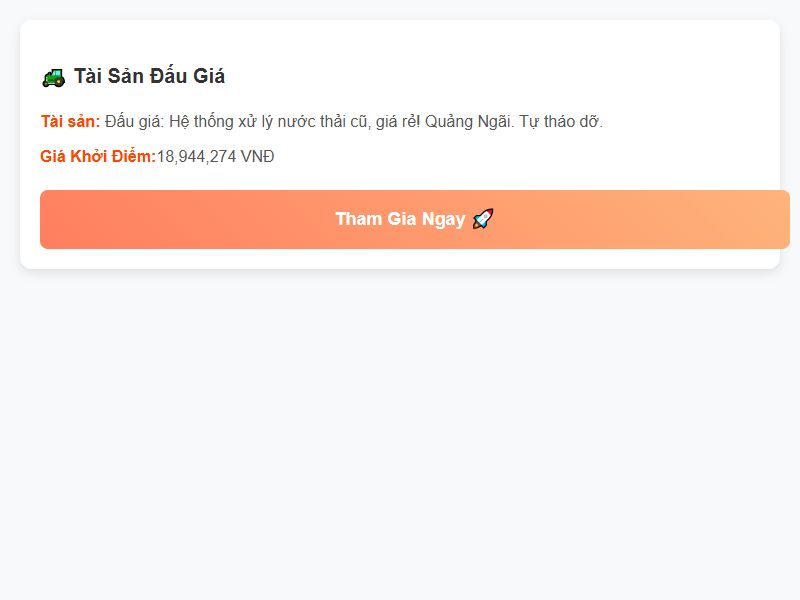 🚜 Tài Sản Đấu Giá
Tài sản: Đấu giá: Hệ thống xử lý nước thải cũ, giá rẻ! Quảng Ngãi. Tự tháo dỡ.
Giá Khởi Điểm:18,944,274 VNĐ
Tham Gia Ngay 🚀